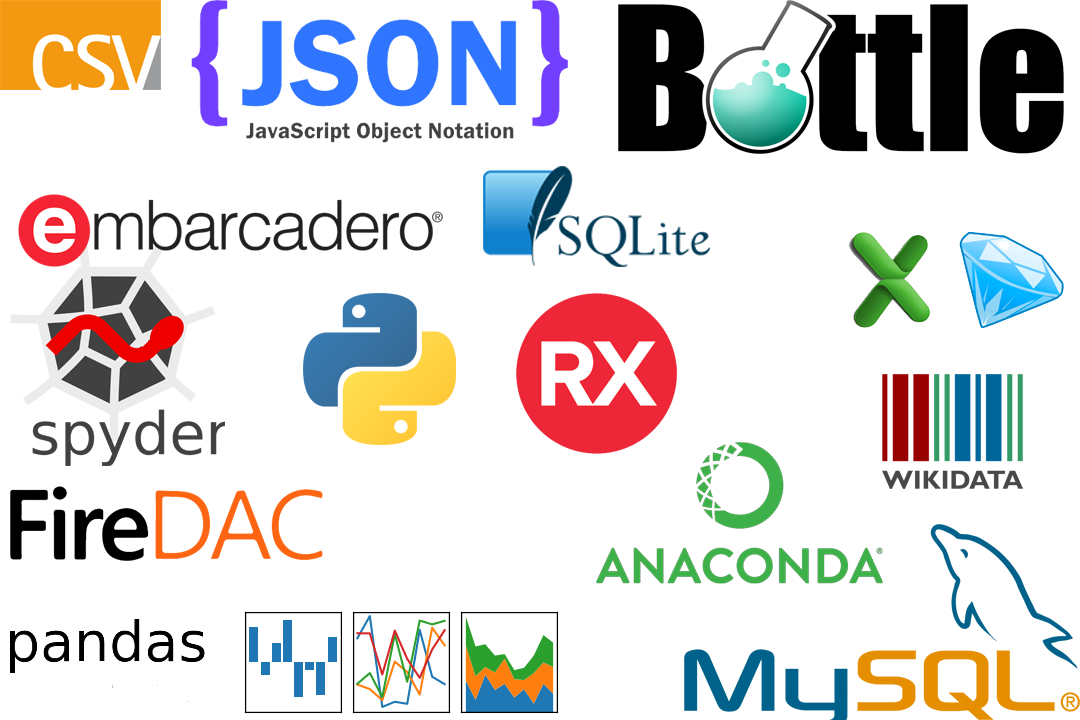 CSV
{JSON}
JavaScript Object Notation
Bottle
embarcadero®
SQLite
spyder
RX
WIKIDATA
FireDAC
ANACONDA®
pandas
MySQL®